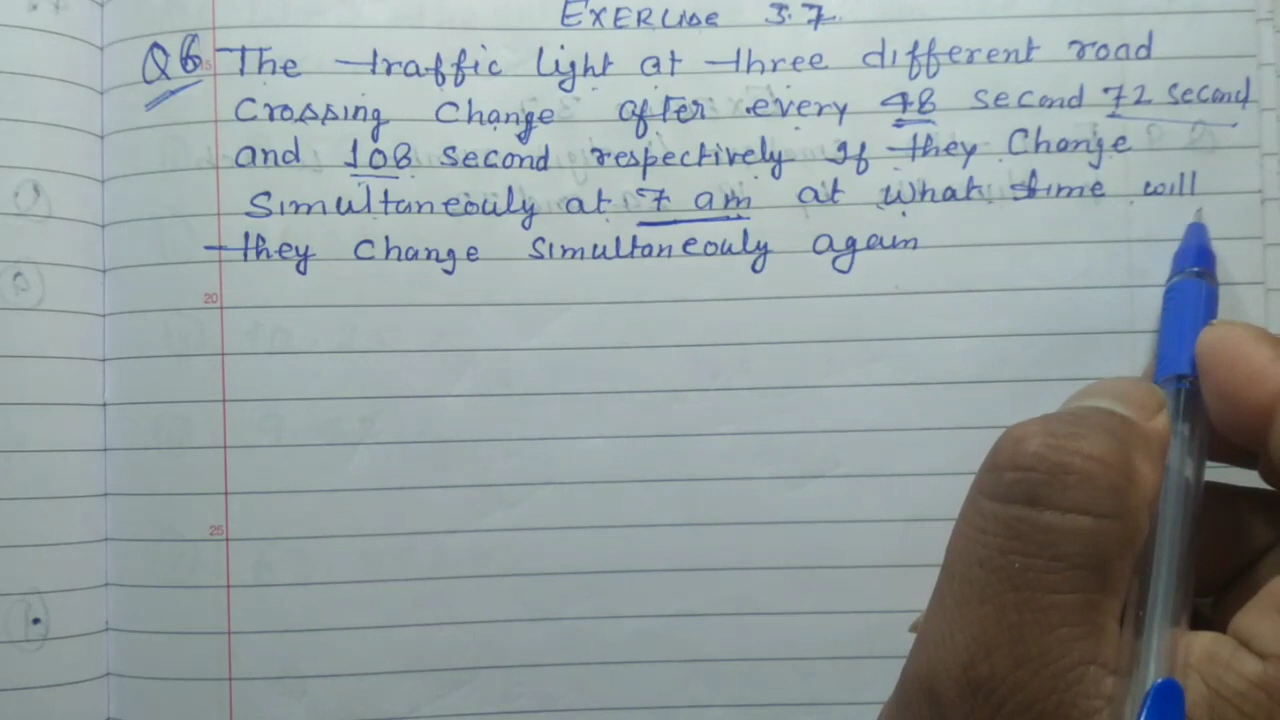 EXERCISE 3.7
Q6 The traffic light at three different road
Crossing Change after every 48 second 72 second
and 108 second respectively If they Change
Simultaneouly at 7 am at what time will
they change simultaneouly again
20
25